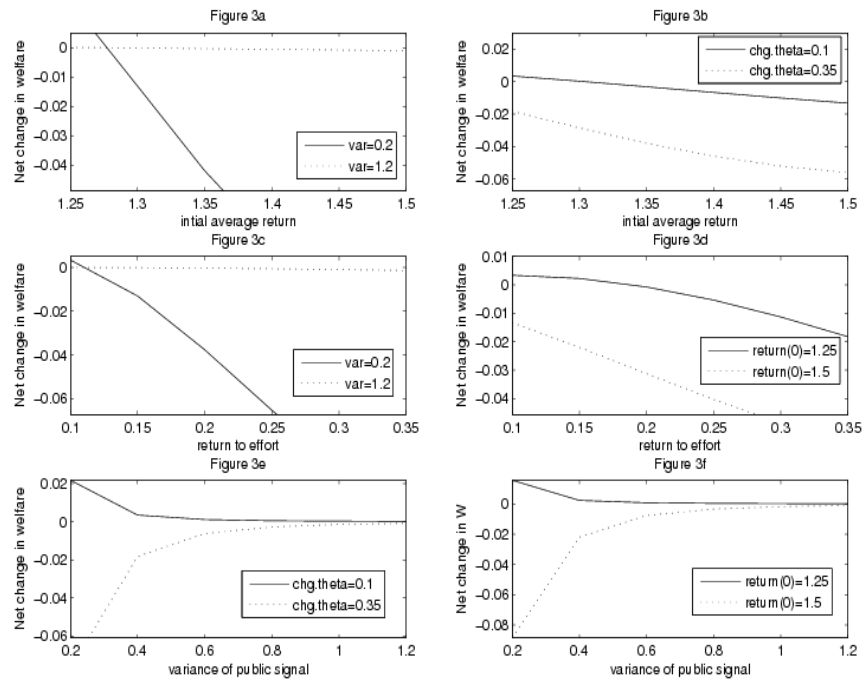 Figure 3a
Net change in welfare
0
−0.01
−0.02
−0.03
−0.04
var=0.2
var=1.2
1.25
1.3
1.35
1.4
1.45
1.5
intial average return
Figure 3b
Net change in welfare
0.02
0
−0.02
−0.04
−0.06
chg.theta=0.1
chg.theta=0.35
1.25
1.3
1.35
1.4
1.45
1.5
intial average return
Figure 3c
Net change in welfare
0
−0.02
−0.04
−0.06
var=0.2
var=1.2
0.1
0.15
0.2
0.25
0.3
0.35
return to effort
Figure 3d
Net change in welfare
0.01
0
−0.01
−0.02
−0.03
−0.04
return(0)=1.25
return(0)=1.5
0.1
0.15
0.2
0.25
0.3
0.35
return to effort
Figure 3e
Net change in welfare
0.02
0
−0.02
−0.04
−0.06
chg.theta=0.1
chg.theta=0.35
0.2
0.4
0.6
0.8
1
1.2
variance of public signal
Figure 3f
Net change in W
0
−0.02
−0.04
−0.06
−0.08
return(0)=1.25
return(0)=1.5
0.2
0.4
0.6
0.8
1
1.2
variance of public signal